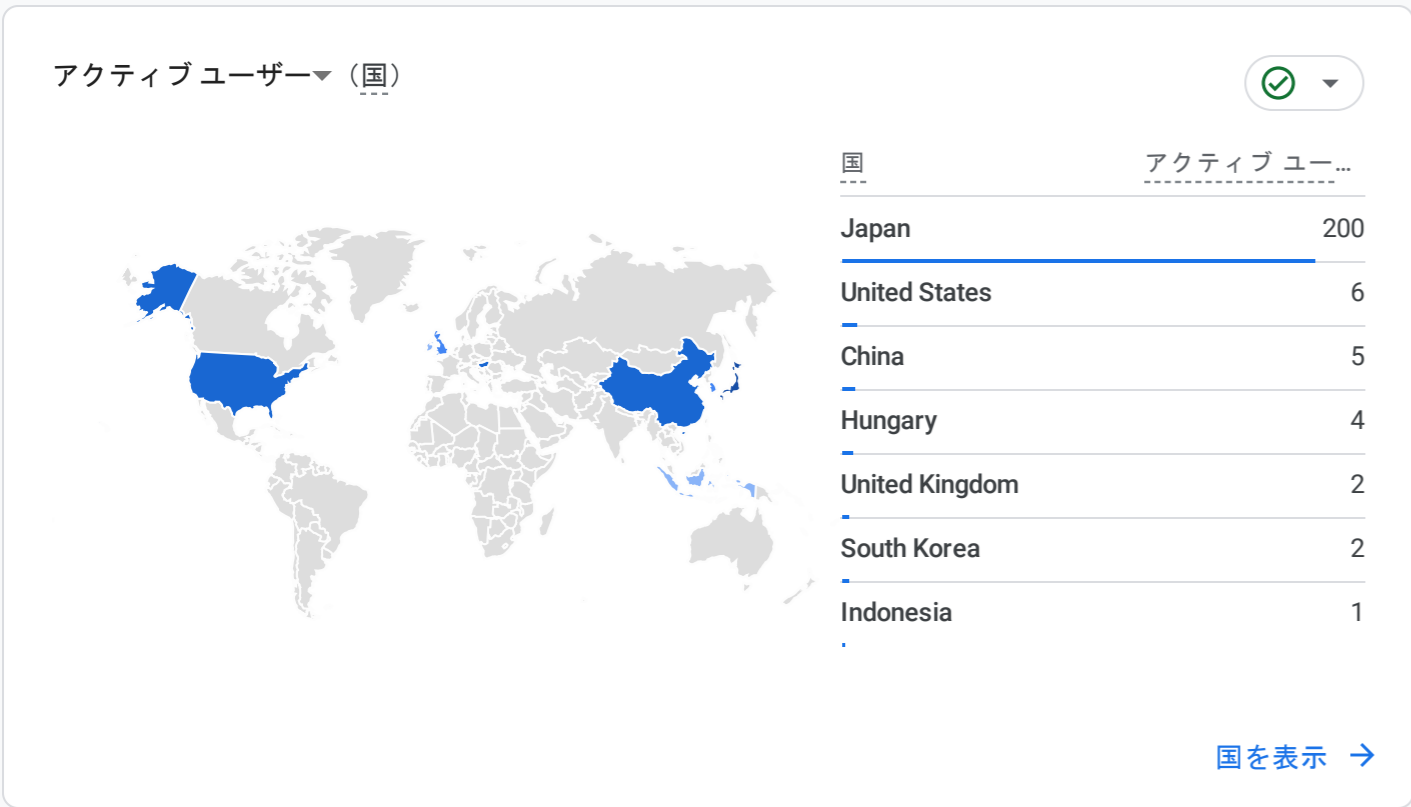 アクティブ ユーザー（国）
国 アクティブ ユー...
Japan 200
United States 6
China 5
Hungary 4
United Kingdom 2
South Korea 2
Indonesia 1
国を表示